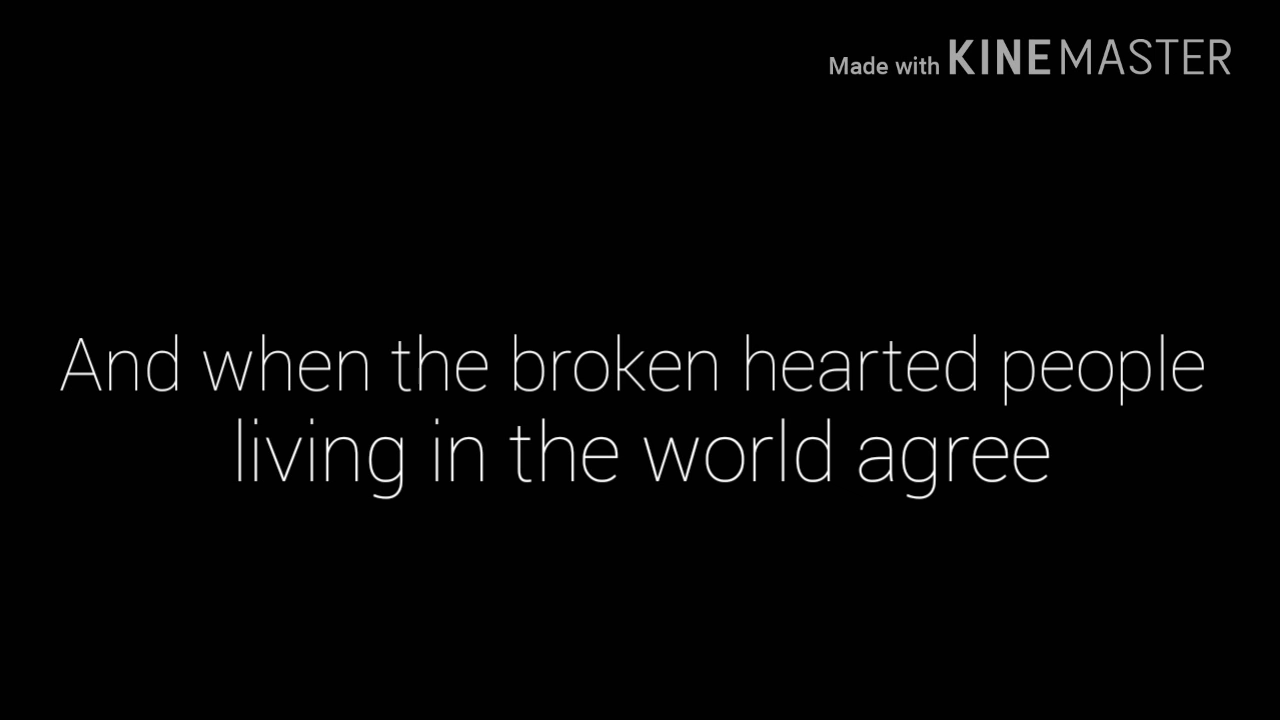 Made with KINEMASTER
And when the broken hearted people
living in the world agree